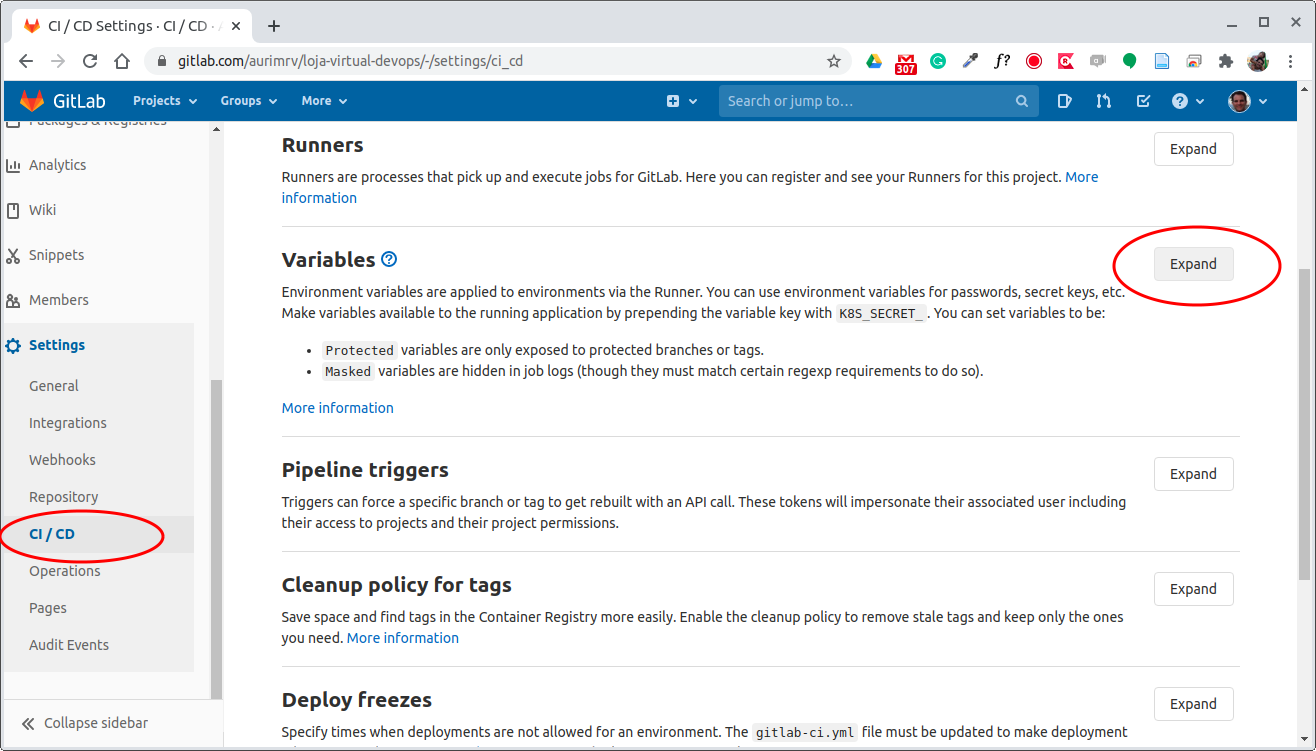 CI / CD Settings · CI / CD ·
gitlab.com/aurimrv/loja-virtual-devops/-/settings/ci_cd
307
f?
GitLab
Projects
Groups
More
Search or jump to…
Packages & Registries
Analytics
Wiki
Snippets
Members
Settings
General
Integrations
Webhooks
Repository
CI / CD
Operations
Pages
Audit Events
Collapse sidebar
Runners
Expand
Runners are processes that pick up and execute jobs for GitLab. Here you can register and see your Runners for this project. More
information
Variables
Expand
Environment variables are applied to environments via the Runner. You can use environment variables for passwords, secret keys, etc.
Make variables available to the running application by prepending the variable key with K8S_SECRET_. You can set variables to be:
• Protected variables are only exposed to protected branches or tags.
• Masked variables are hidden in job logs (though they must match certain regexp requirements to do so).
More information
Pipeline triggers
Expand
Triggers can force a specific branch or tag to get rebuilt with an API call. These tokens will impersonate their associated user including
their access to projects and their project permissions.
Cleanup policy for tags
Expand
Save space and find tags in the Container Registry more easily. Enable the cleanup policy to remove stale tags and keep only the ones
you need. More information
Deploy freezes
Expand
Specify times when deployments are not allowed for an environment. The gitlab-ci.yml file must be updated to make deployment